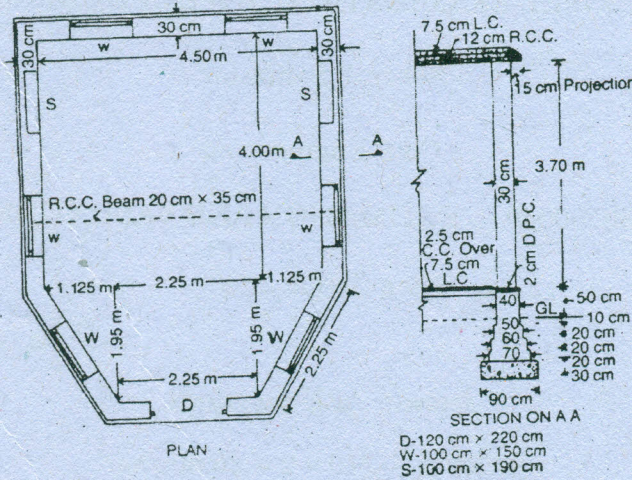 30 cm
W
W
4.50 m
30 cm
30 cm
S
S
4.00m
A
A
R.C.C. Beam 20 cm × 35 cm
W
W
1.125 m
2.25 m
1.125 m
1.95 m
1.95 m
W
W
2.25 m
2.25 m
D
PLAN
7.5 cm L.C.
12 cm R.C.C.
15 cm Projection
30 cm
3.70 m
2.5 cm
C.C. Over
7.5 cm
L.C
2 cm D.P.C.
40
GL
50 cm
10 cm
50
20 cm
60
20 cm
70
20 cm
30 cm
90 cm
SECTION ON A A
D-120 cm × 220 cm
W-100 cm × 150 cm
S-100 cm × 190 cm